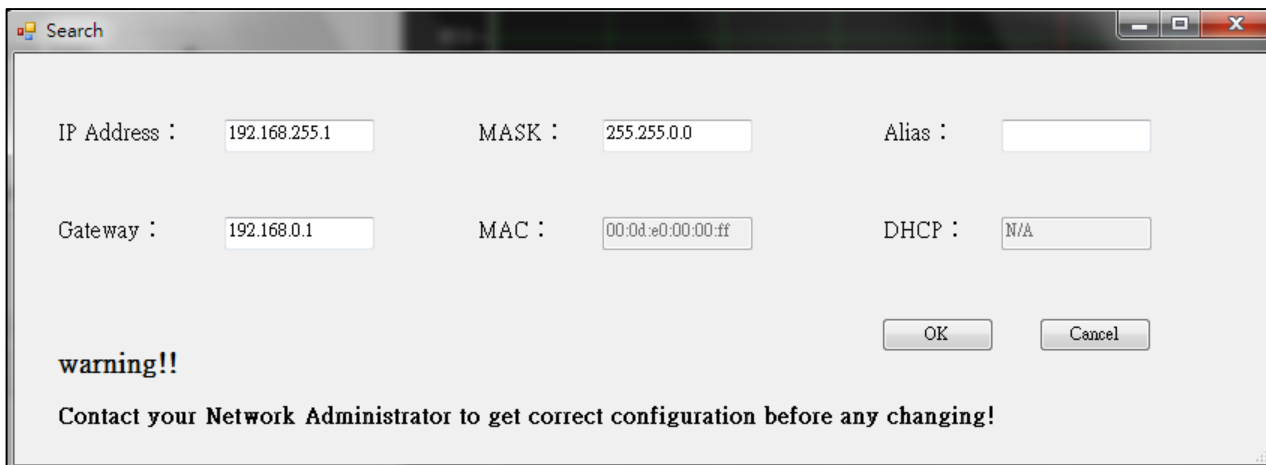 Search
IP Address： 192.168.255.1 MASK： 255.255.0.0 Alias：
Gateway： 192.168.0.1 MAC： 00:0d:e0:00:00:ff DHCP： N/A
OK Cancel
warning!!
Contact your Network Administrator to get correct configuration before any changing!